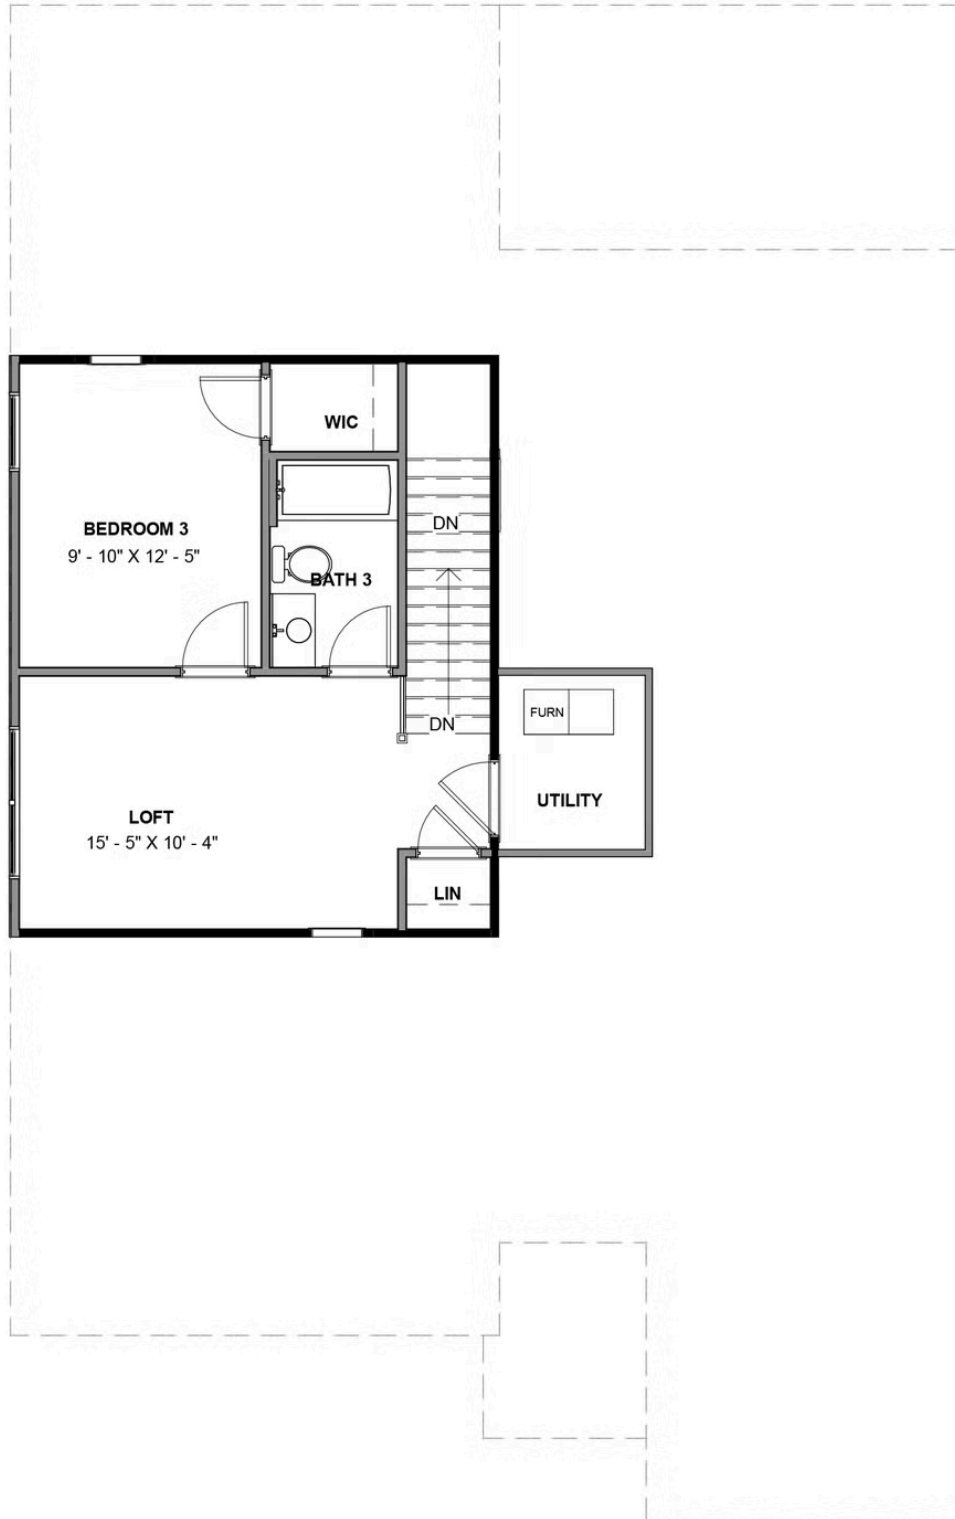 WIC
DN
BEDROOM 3
9' - 10" X 12' - 5"
BATH 3
FURN
DN
UTILITY
LOFT
15' - 5" X 10' - 4"
LIN